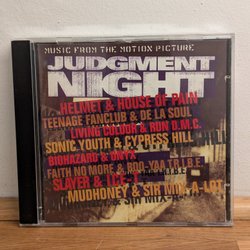 MUSIC FROM THE MOTION PICTURE
JUDGMENT
NIGHT
HELMET & HOUSE OF PAIN
TEENAGE FANCLUB & DE LA SOUL
LIVING COLOUR & RUN D.M.C.
SONIC YOUTH & CYPRESS HILL
BIOHAZARD & ONYX
FAITH NO MORE & BOO-YAA T.R.I.B.E.
SLAYER & ICE-T
MUDHONEY & SIR MIX-A-LOT